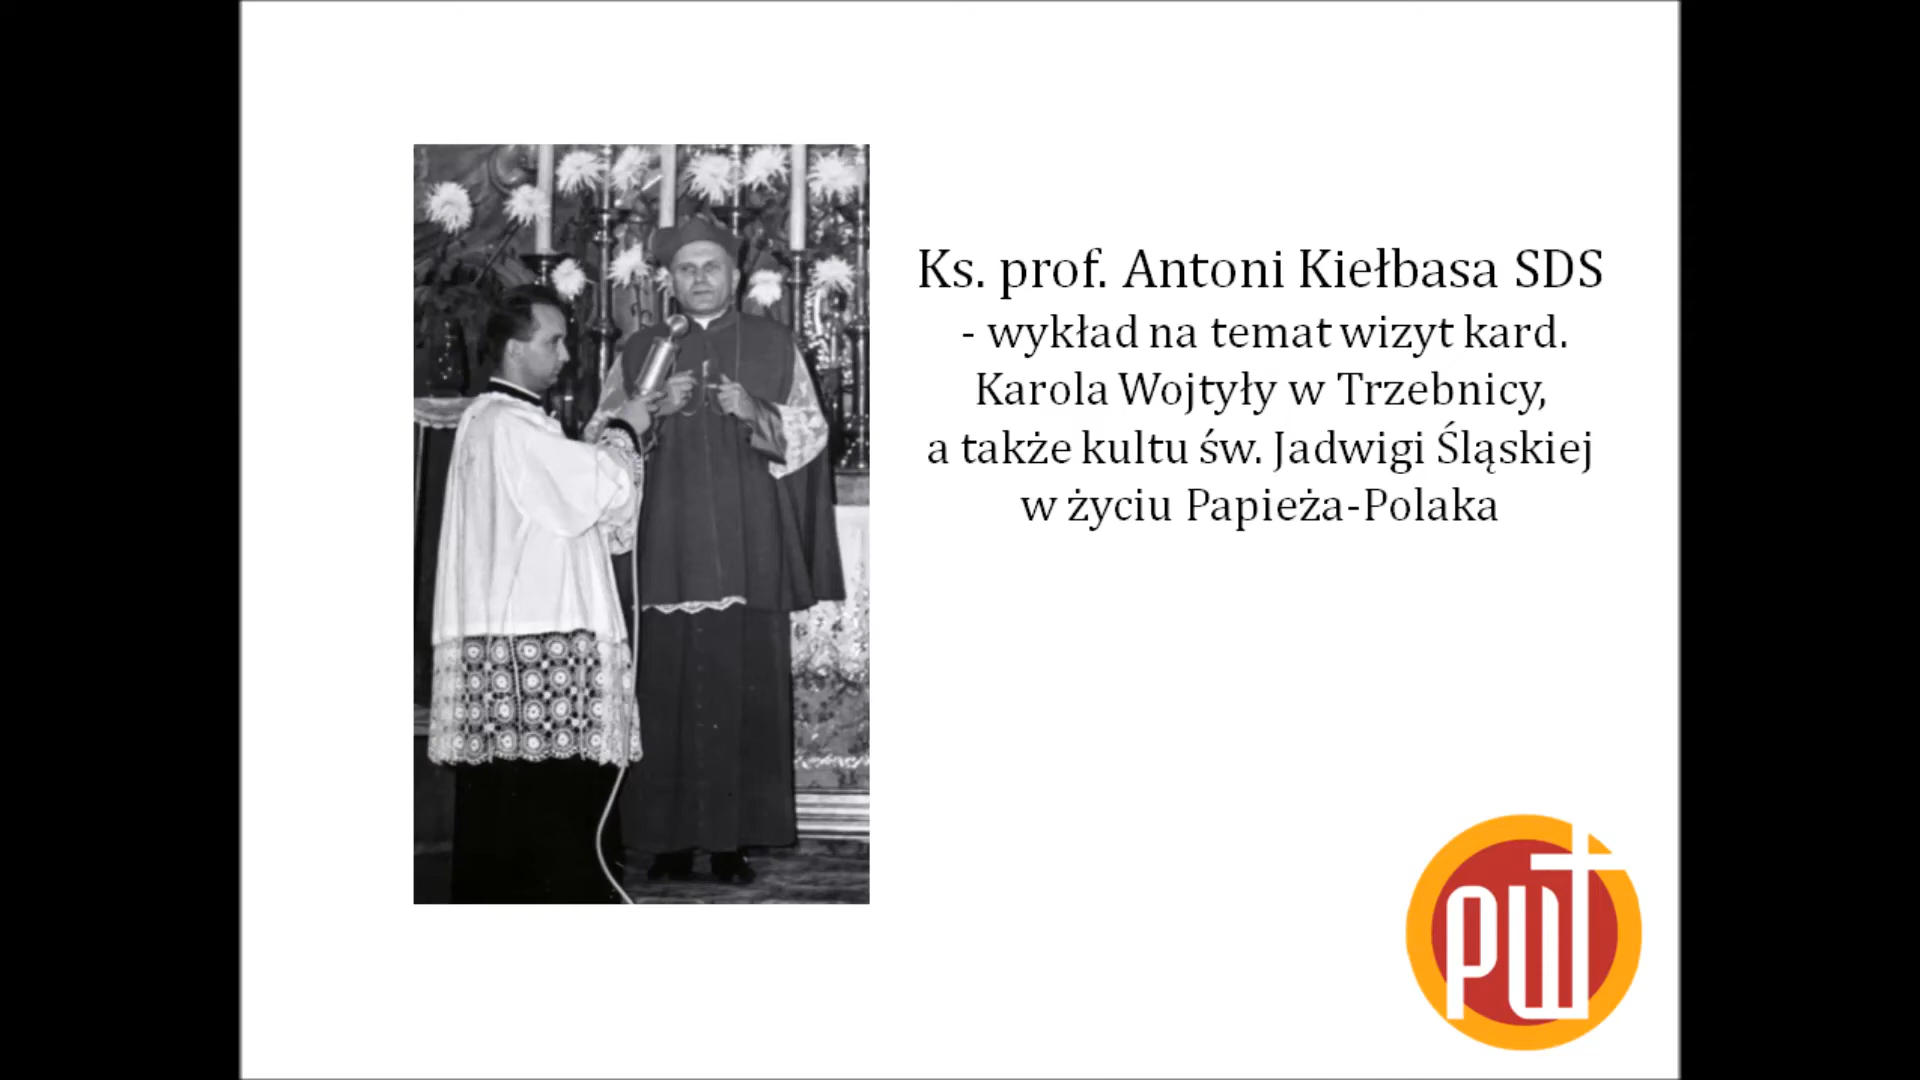 Ks. prof. Antoni Kiełbasa SDS
- wykład na temat wizyt kard.
Karola Wojtyły w Trzebnicy,
a także kultu św. Jadwigi Śląskiej
w życiu Papieża-Polaka
PWT